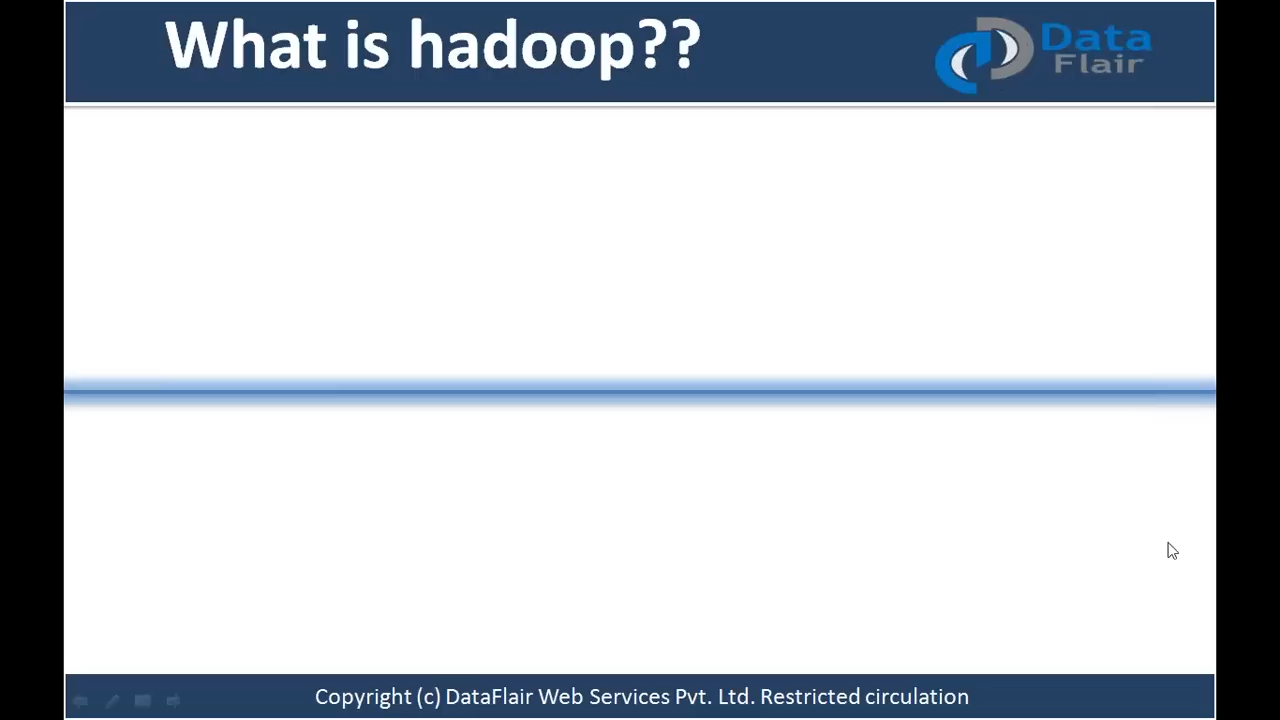 What is hadoop??
Data
Flair
Copyright (c) DataFlair Web Services Pvt. Ltd. Restricted circulation